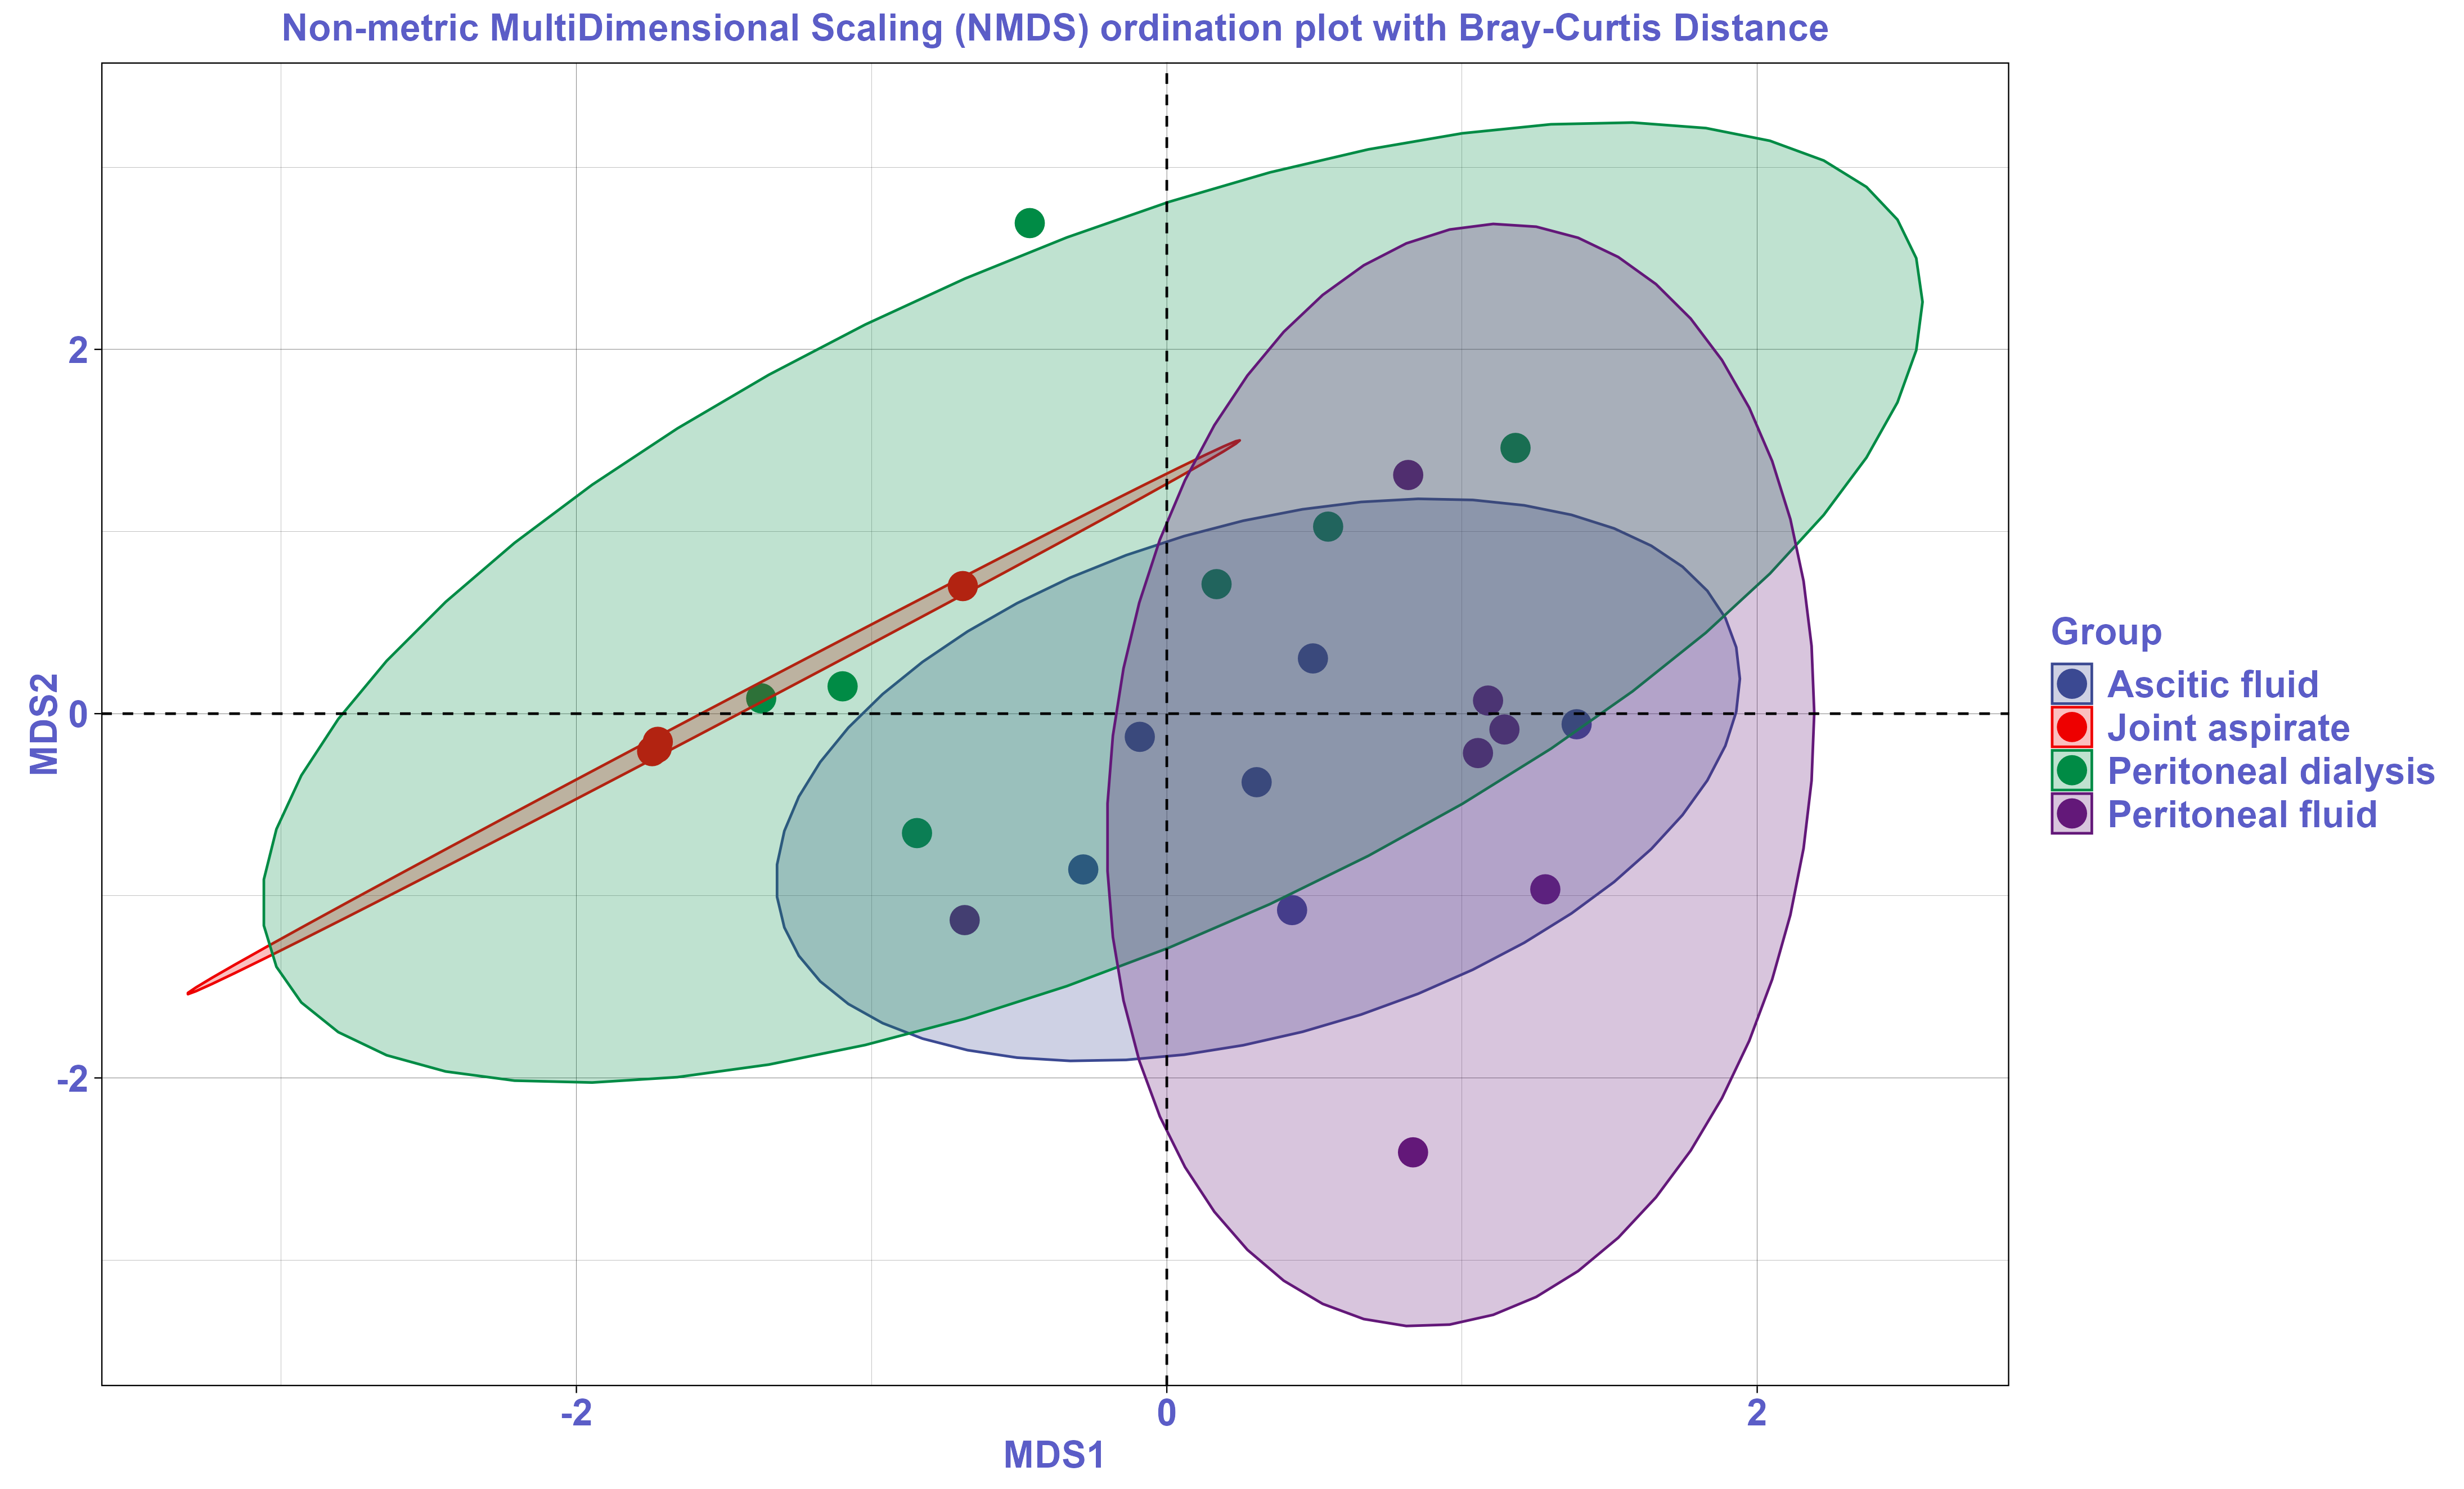 Non-metric MultiDimensional Scaling (NMDS) ordination plot with Bray-Curtis Distance
MDS2
2
0
-2
-2
0
2
MDS1
Group
Ascitic fluid
Joint aspirate
Peritoneal dialysis
Peritoneal fluid